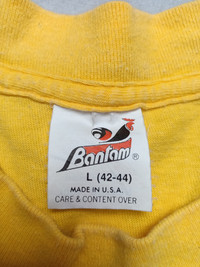 Bantam®
L (42-44)
MADE IN U.S.A.
CARE & CONTENT OVER